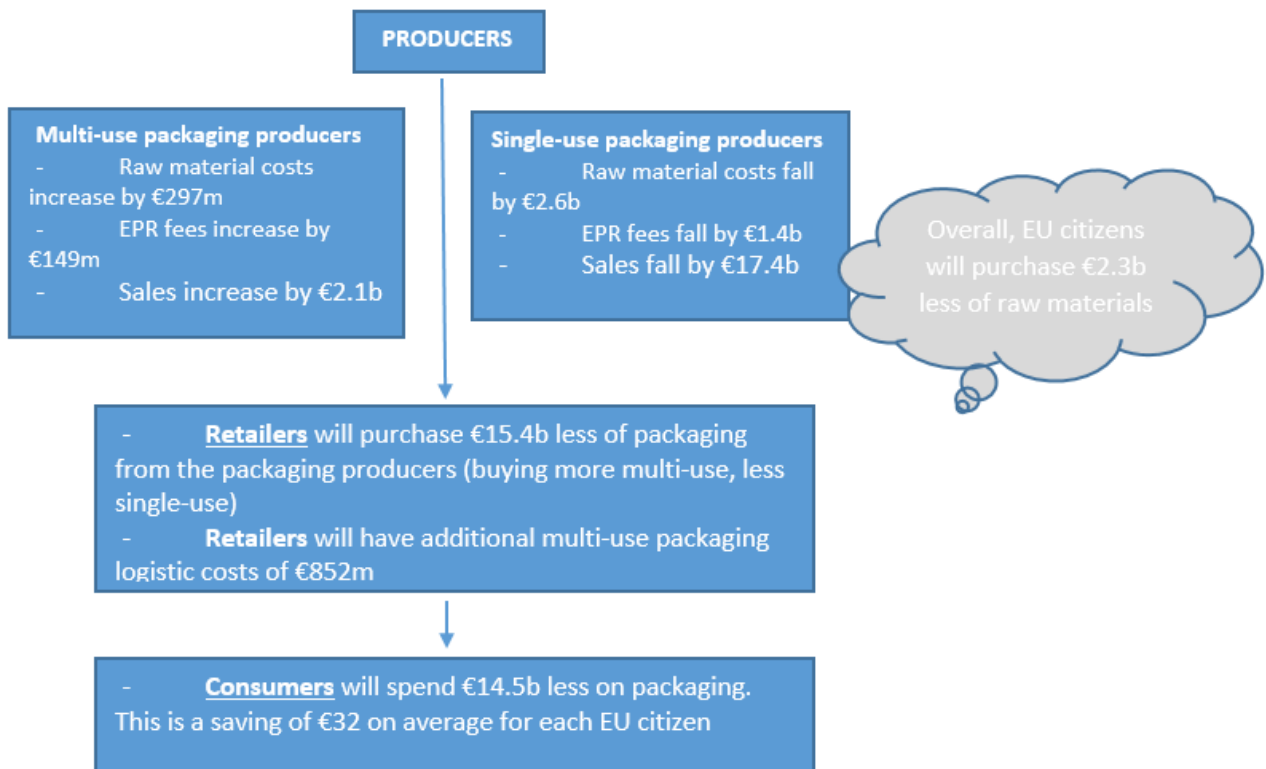 PRODUCERS
Multi-use packaging producers
- Raw material costs
increase by €297m
- EPR fees increase by
€149m
- Sales increase by €2.1b
Single-use packaging producers
- Raw material costs fall
by €2.6b
- EPR fees fall by €1.4b
- Sales fall by €17.4b
Overall, EU citizens
will purchase €2.3b
less of raw materials
- Retailers will purchase €15.4b less of packaging
from the packaging producers (buying more multi-use, less
single-use)
- Retailers will have additional multi-use packaging
logistic costs of €852m
- Consumers will spend €14.5b less on packaging.
This is a saving of €32 on average for each EU citizen